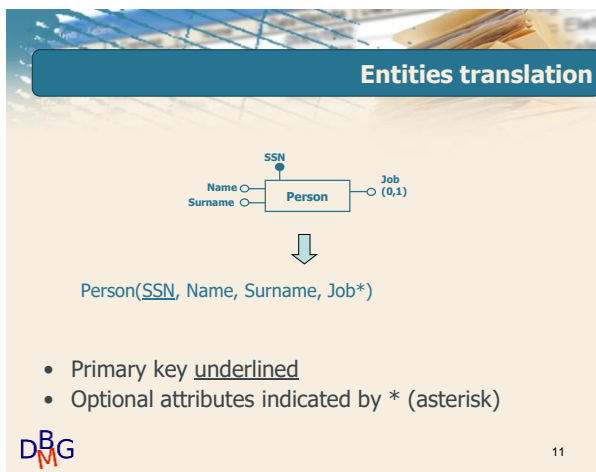 Entities translation
SSN
Name
Surname
Person
Job
(0,1)
Person(SSN, Name, Surname, Job*)
• Primary key underlined
• Optional attributes indicated by * (asterisk)
DBMG
11